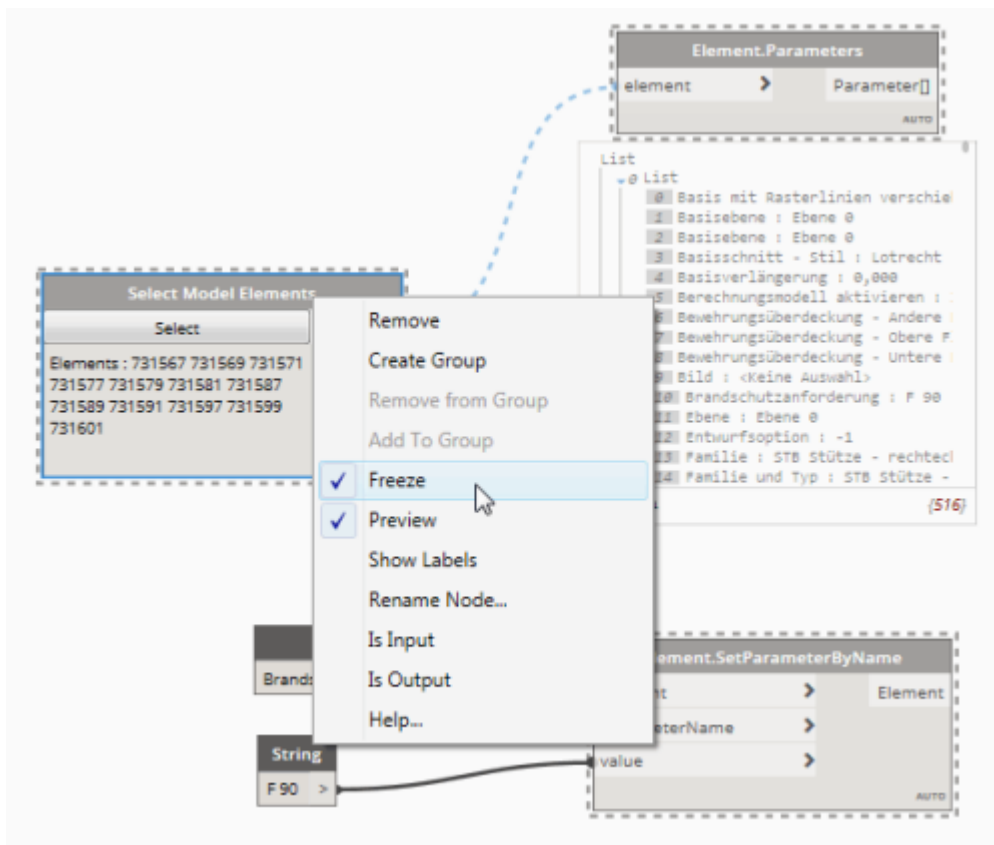 Element.Parameters
element > Parameter[]
AUTO
List
0 List
0 Basis mit Rasterlinien verschie
1 Basisebene : Ebene 0
2 Basisebene : Ebene 0
3 Basisschnitt - Stil : Lotrecht
4 Basisverlängerung : 0,000
5 Berechnungsmodell aktivieren :
6 Bewehrungsüberdeckung - Andere
7 Bewehrungsüberdeckung - Obere F
8 Bewehrungsüberdeckung - Untere
9 Bild : <Keine Auswahl>
10 Brandschutzanforderung : F 90
11 Ebene : Ebene 0
12 Entwurfsoption : -1
13 Familie : STB Stütze - rechteck
14 Familie und Typ : STB Stütze -
{516}
Select Model Elements
Select
Elements : 731567 731569 731571
731577 731579 731581 731587
731589 731591 731597 731599
731601
Remove
Create Group
Remove from Group
Add To Group
Freeze
Preview
Show Labels
Rename Node...
Is Input
Is Output
Help...
Brands
String
F 90 >
ement.SetParameterByName
nt > Element
eterName >
value >
AUTO